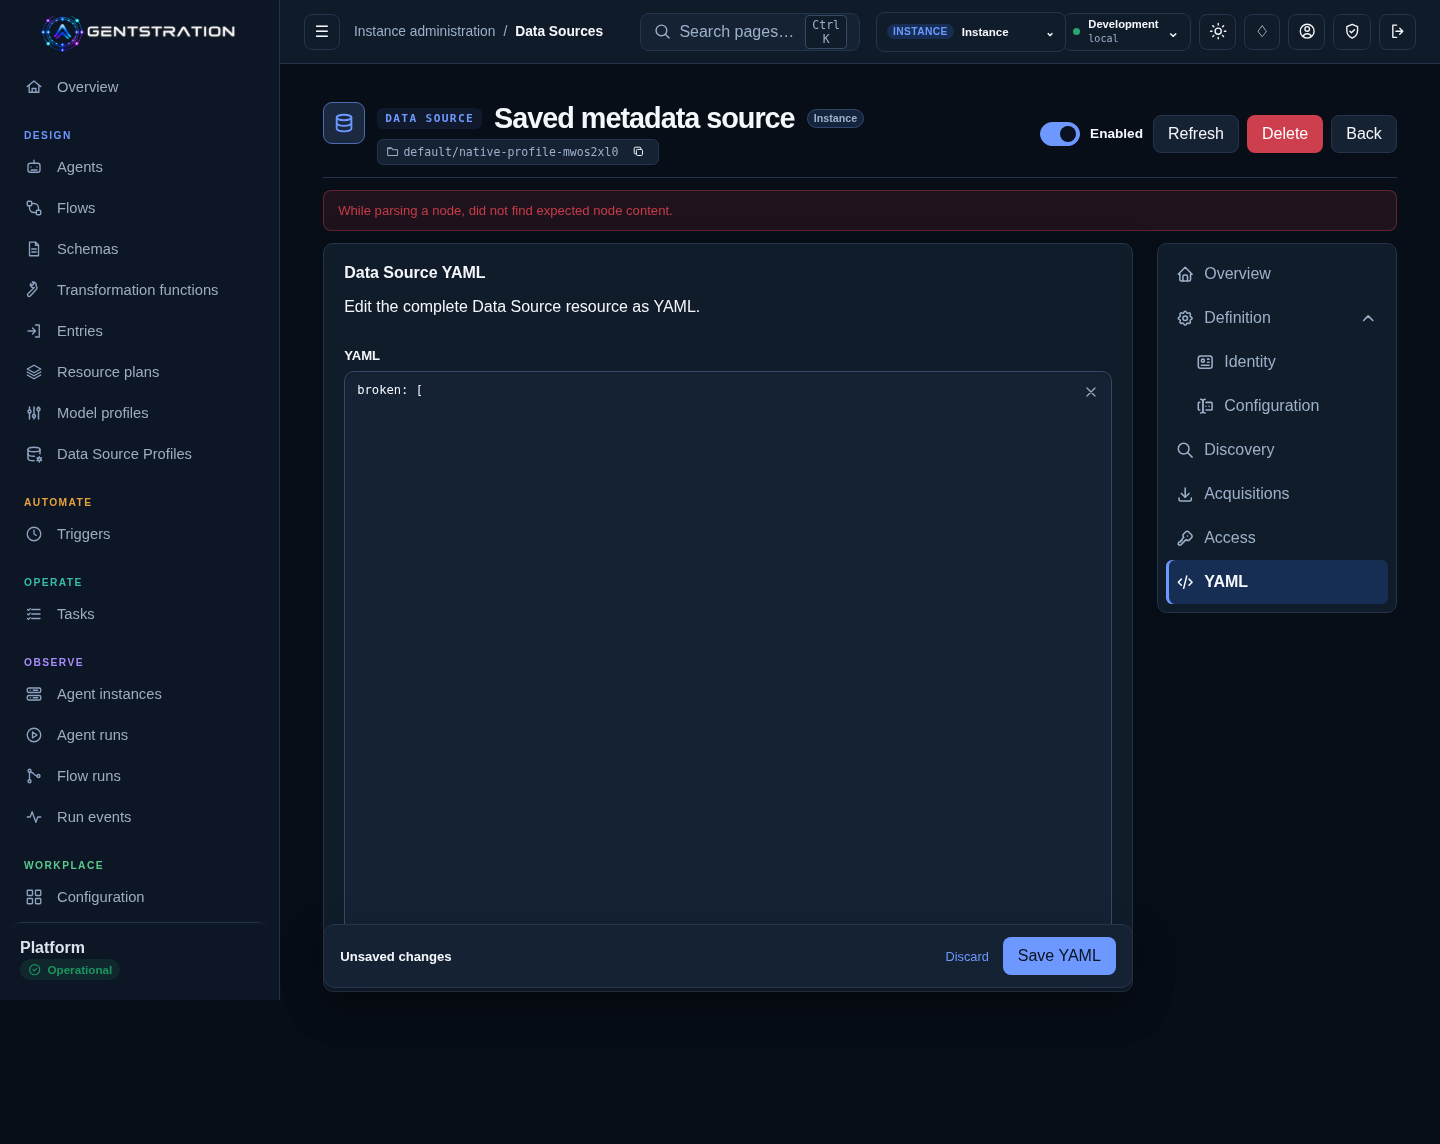 GENTSTRATION
Overview
DESIGN
Agents
Flows
Schemas
Transformation functions
Entries
Resource plans
Model profiles
Data Source Profiles
AUTOMATE
Triggers
OPERATE
Tasks
OBSERVE
Agent instances
Agent runs
Flow runs
Run events
WORKPLACE
Configuration
Platform
Operational
Instance administration / Data Sources
Search pages…
Ctrl
K
INSTANCE Instance
Development
local
DATA SOURCE Saved metadata source Instance
default/native-profile-mwos2xl0
Enabled
Refresh
Delete
Back
While parsing a node, did not find expected node content.
Data Source YAML
Edit the complete Data Source resource as YAML.
YAML
broken: [
Unsaved changes
Discard
Save YAML
Overview
Definition
Identity
Configuration
Discovery
Acquisitions
Access
YAML